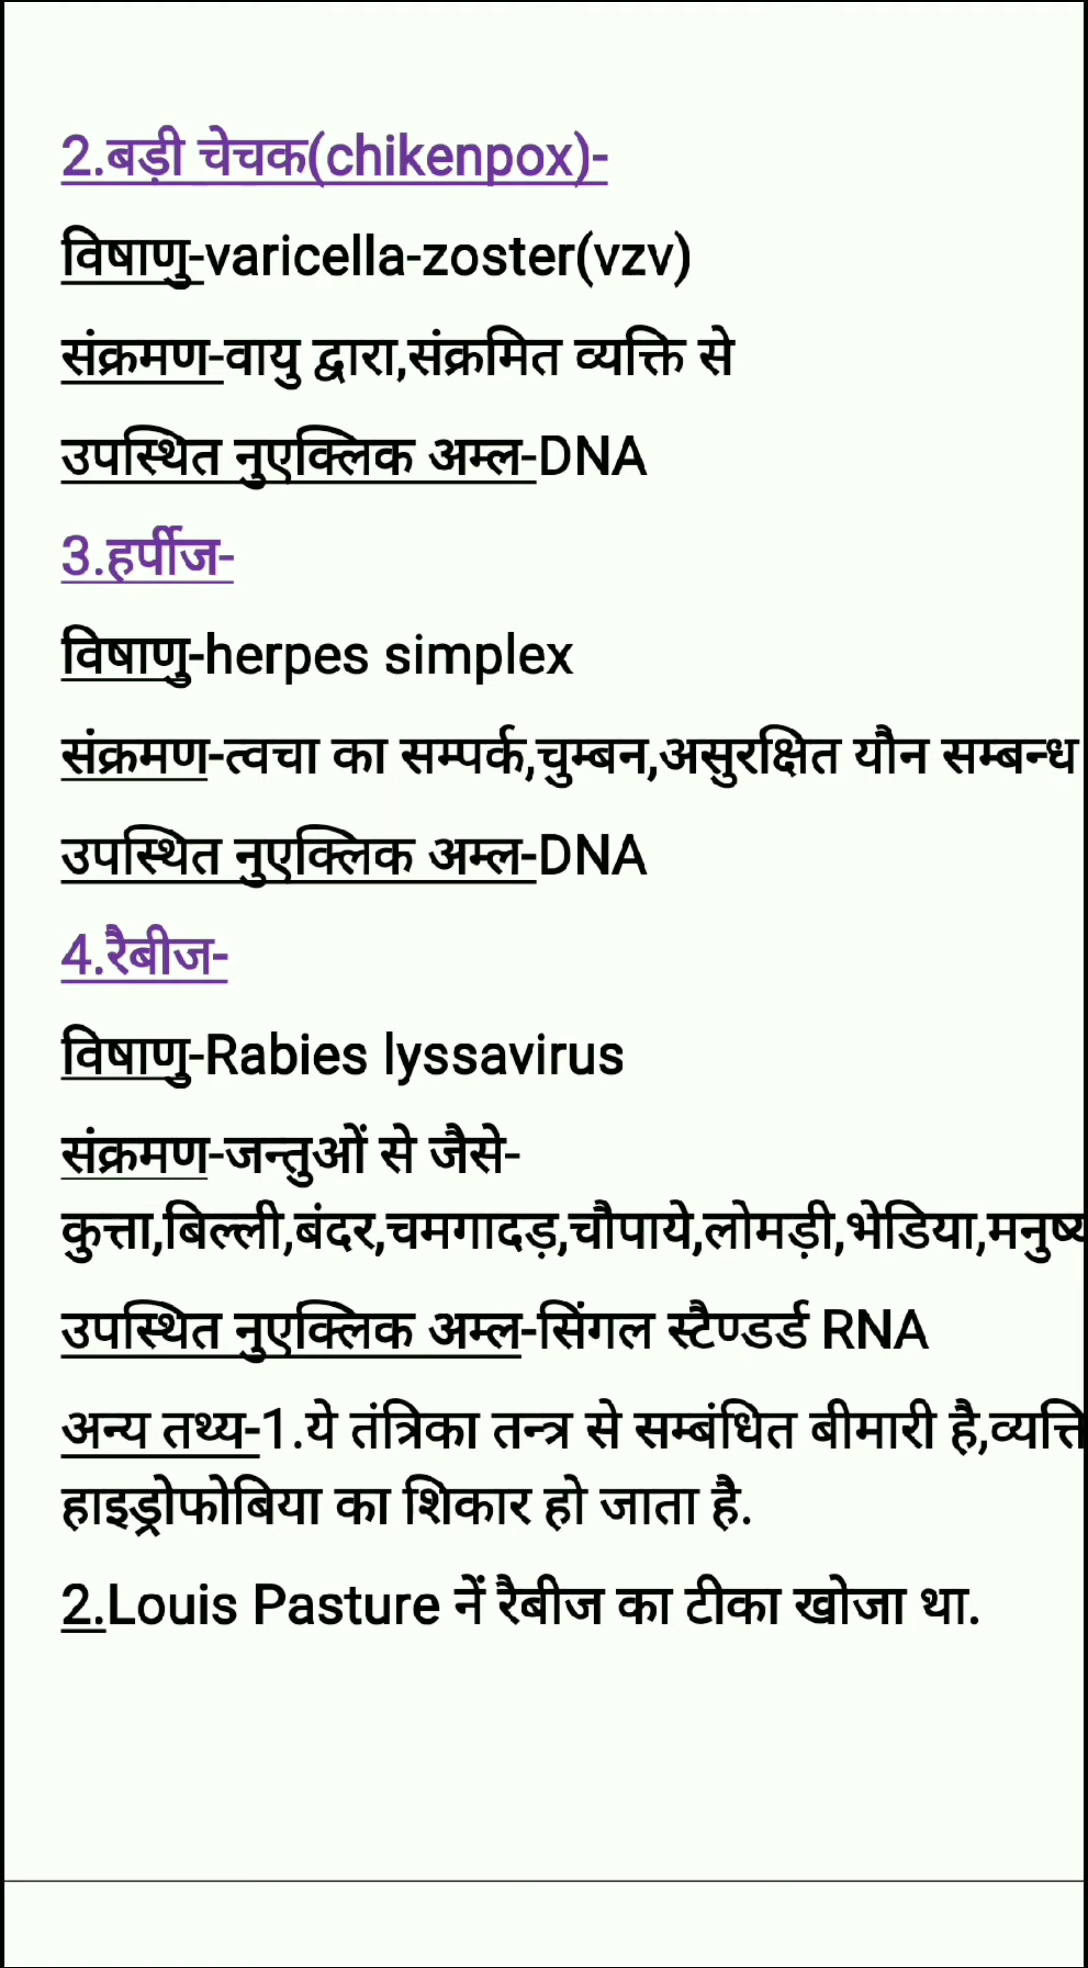 2.बड़ी चेचक(chikenpox)-
विषाणु-varicella-zoster(vzv)
संक्रमण-वायु द्वारा,संक्रमित व्यक्ति से
उपस्थित नुएक्लिक अम्ल-DNA
3.हर्पीज-
विषाणु-herpes simplex
संक्रमण-त्वचा का सम्पर्क,चुम्बन,असुरक्षित यौन सम्बन्ध
उपस्थित नुएक्लिक अम्ल-DNA
4.रैबीज-
विषाणु-Rabies lyssavirus
संक्रमण-जन्तुओं से जैसे-
कुत्ता,बिल्ली,बंदर,चमगादड़,चौपाये,लोमड़ी,भेडिया,मनुष्य
उपस्थित नुएक्लिक अम्ल-सिंगल स्टैण्डर्ड RNA
अन्य तथ्य-1.ये तंत्रिका तन्त्र से सम्बंधित बीमारी है,व्यक्ति
हाइड्रोफोबिया का शिकार हो जाता है.
2.Louis Pasture नें रैबीज का टीका खोजा था.